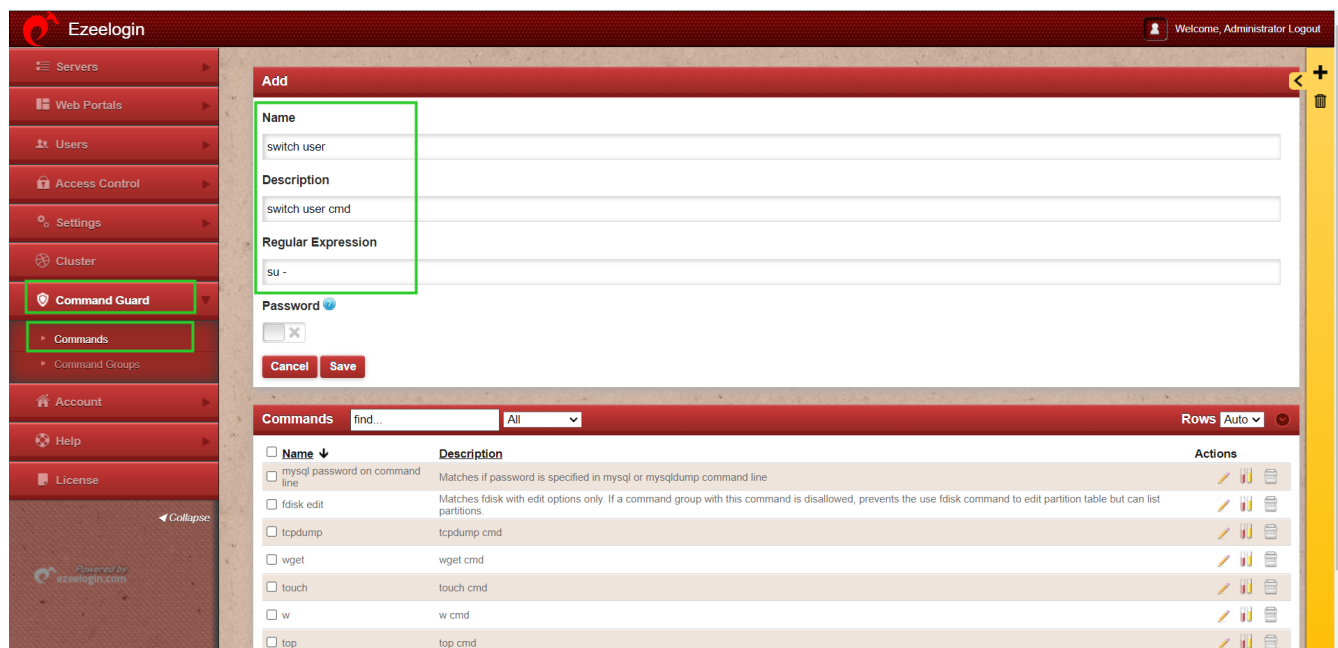 Ezeelogin
Welcome, Administrator Logout
Servers
Web Portals
Users
Access Control
Settings
Cluster
Command Guard
Commands
Command Groups
Account
Help
License
Collapse
Powered by
ezeelogin.com
Add
Name
switch user
Description
switch user cmd
Regular Expression
su -
Password
Cancel Save
Commands find... All Rows Auto
Name Description Actions
mysql password on command
line
Matches if password is specified in mysql or mysqldump command line
fdisk edit
Matches fdisk with edit options only. If a command group with this command is disallowed, prevents the use fdisk command to edit partition table but can list
partitions.
tcpdump tcpdump cmd
wget wget cmd
touch touch cmd
w w cmd
top top cmd